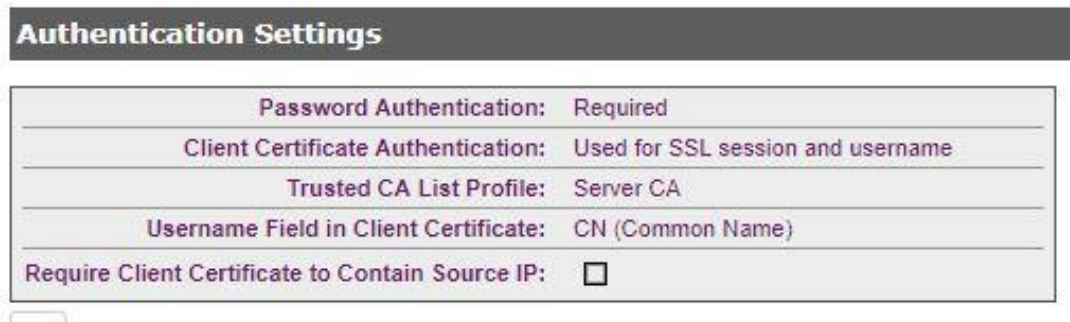 Authentication Settings
Password Authentication: Required
Client Certificate Authentication: Used for SSL session and username
Trusted CA List Profile: Server CA
Username Field in Client Certificate: CN (Common Name)
Require Client Certificate to Contain Source IP: